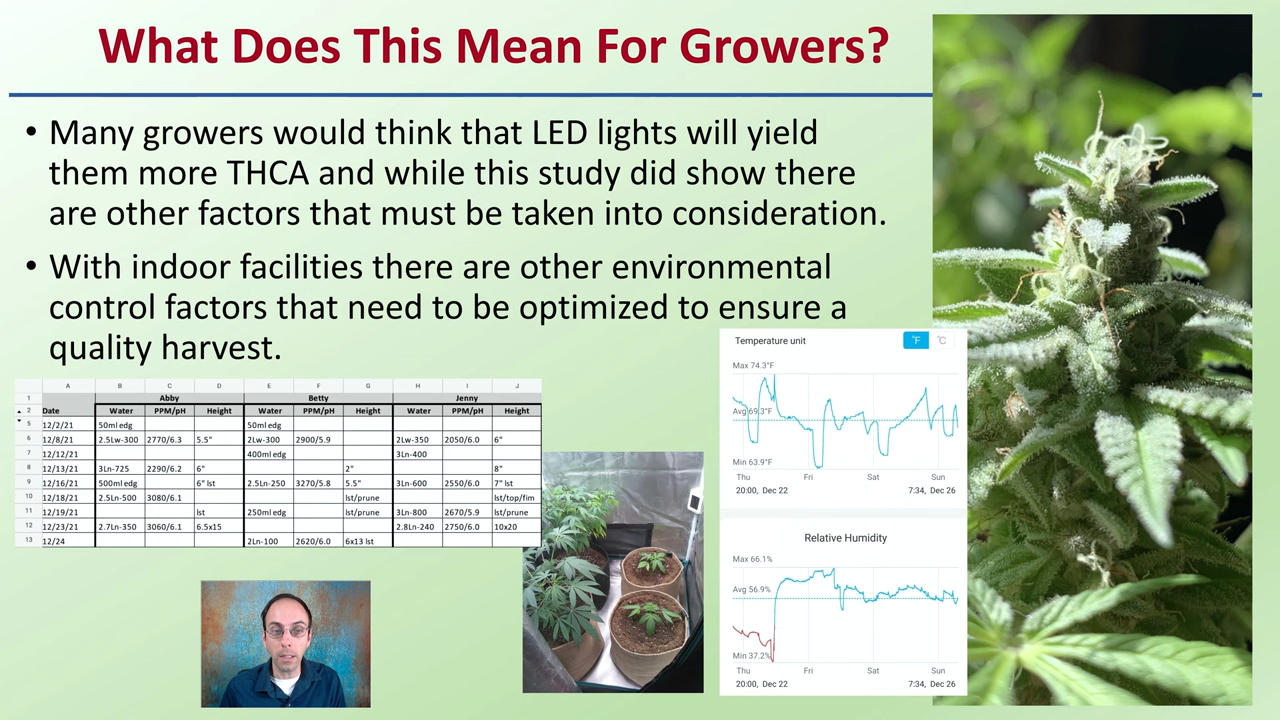 What Does This Mean For Growers?
• Many growers would think that LED lights will yield
them more THCA and while this study did show there
are other factors that must be taken into consideration.
• With indoor facilities there are other environmental
control factors that need to be optimized to ensure a
quality harvest.
A B C D E F G H I J
1 Abby Betty Jenny
2 Date Water PPM/pH Height Water PPM/pH Height Water PPM/pH Height
5 12/2/21 50ml edg 50ml edg
6 12/8/21 2.5Lw-300 2770/6.3 5.5" 2Lw-300 2900/5.9 2Lw-350 2050/6.0 6"
7 12/12/21 400ml edg 3Ln-400
8 12/13/21 3Ln-725 2290/6.2 6" 2" 8"
9 12/16/21 500ml edg 6" lst 2.5Ln-250 3270/5.8 5.5" 3Ln-600 2550/6.0 7" lst
10 12/18/21 2.5Ln-500 3080/6.1 lst/prune lst/top/fim
11 12/19/21 lst 250ml edg lst/prune 3Ln-800 2670/5.9 lst/prune
12 12/23/21 2.7Ln-350 3060/6.1 6.5x15 2.8Ln-240 2750/6.0 10x20
13 12/24 2Ln-100 2620/6.0 6x13 lst
Temperature unit °F °C
Max 74.3°F
Avg 69.3°F
Min 63.9°F
Thu Fri Sat Sun
20:00, Dec 22 7:34, Dec 26
Relative Humidity
Max 66.1%
Avg 56.9%
Min 37.2%
Thu Fri Sat Sun
20:00, Dec 22 7:34, Dec 26